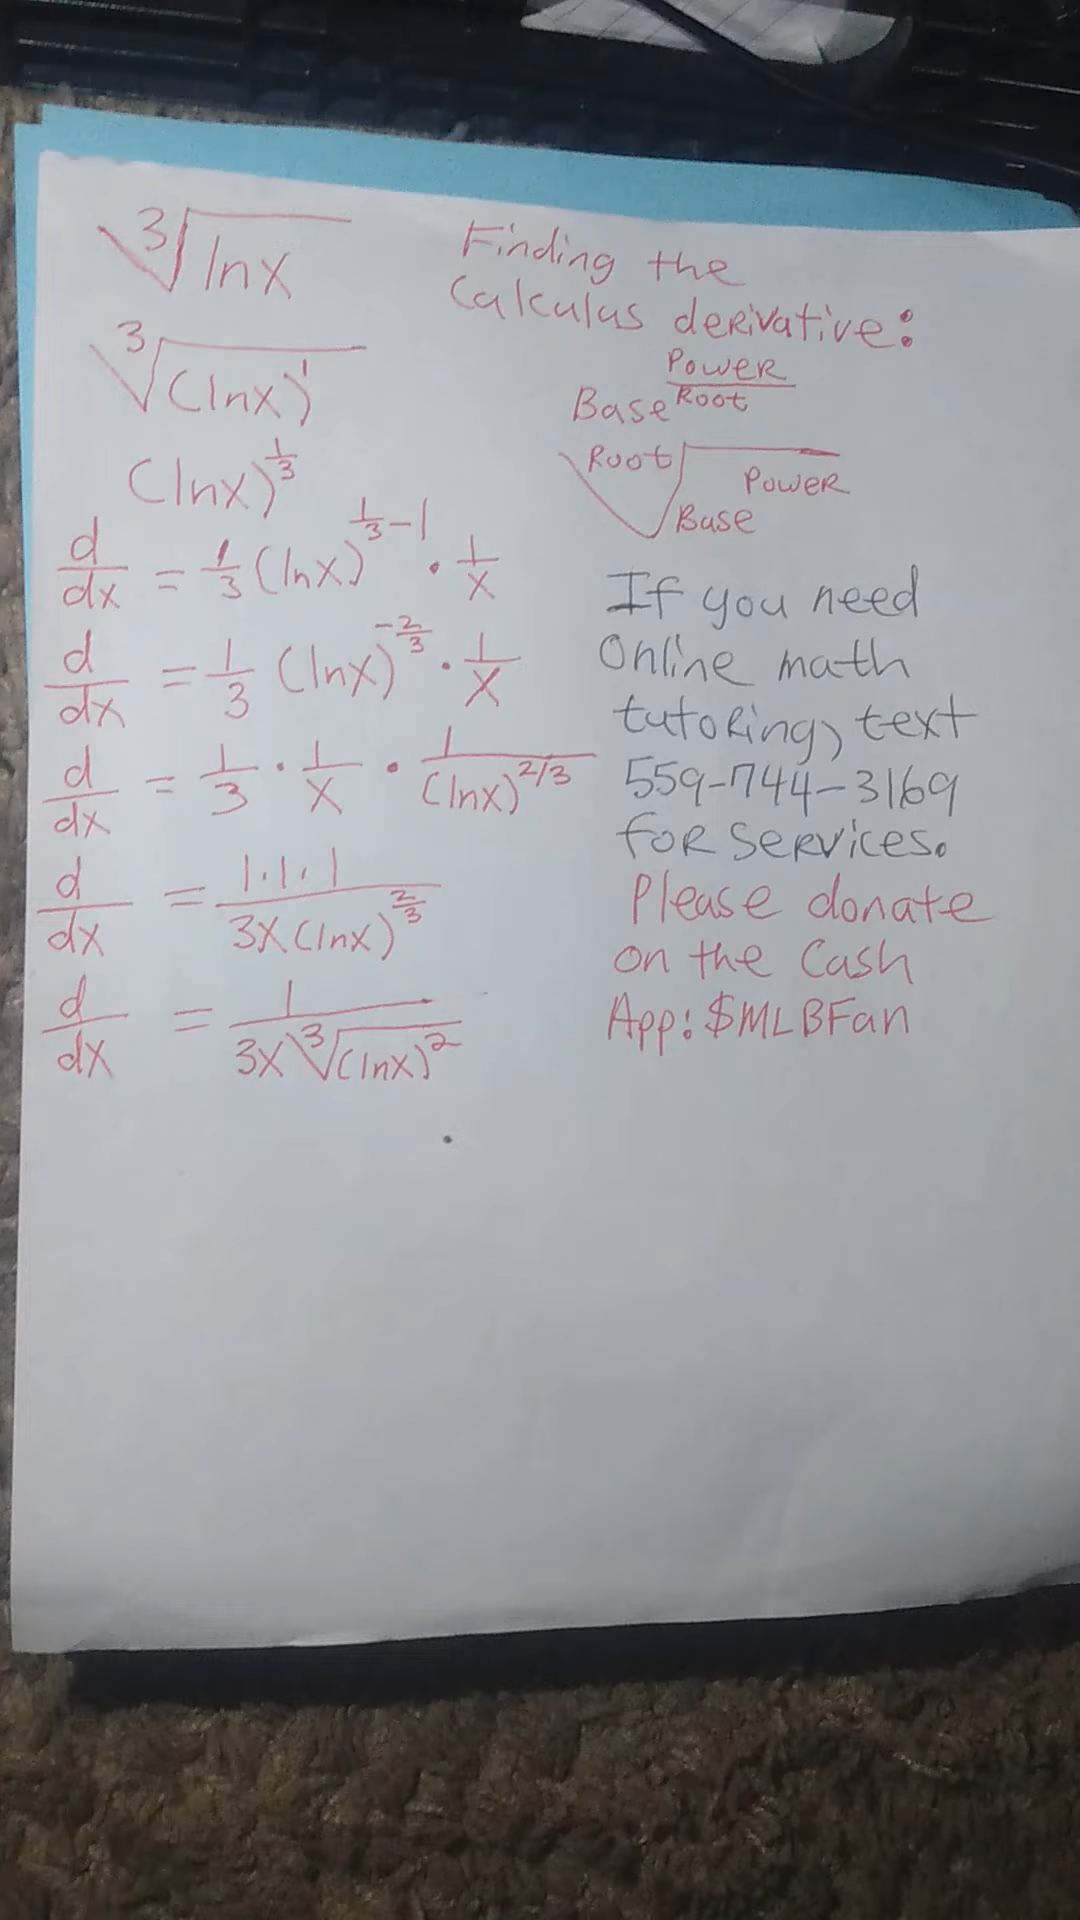 ∛lnx
∛(lnx)¹
(lnx)^(1/3)
d/dx = 1/3 (lnx)^(1/3 - 1) · 1/x
d/dx = 1/3 (lnx)^(-2/3) · 1/x
d/dx = 1/3 · 1/x · 1/(lnx)^(2/3)
d/dx = 1·1·1/3x(lnx)^(2/3)
d/dx = 1/3x∛(lnx)²
Finding the
Calculus derivative:
Power
Base Root
Root Power
Base
If you need
Online math
tutoring, text
559-744-3169
for services.
Please donate
on the Cash
App: $MLBFan